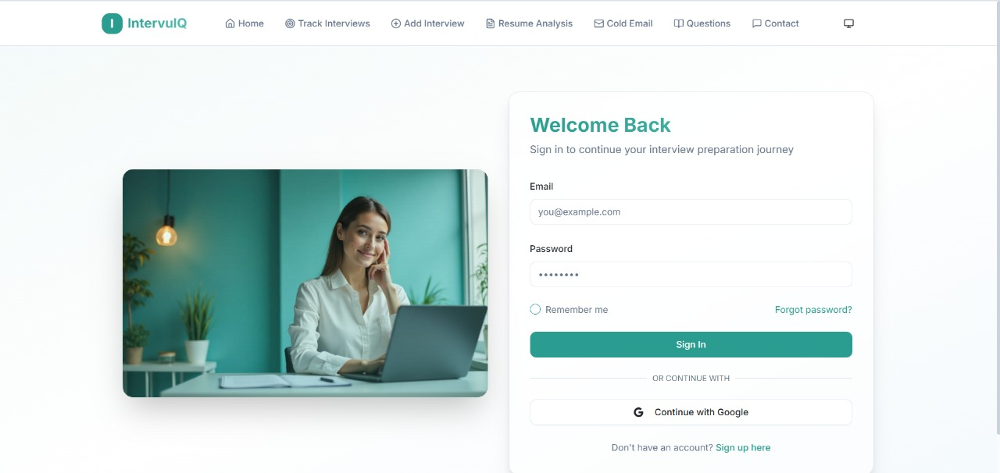 I IntervuIQ Home Track Interviews Add Interview Resume Analysis Cold Email Questions Contact
Welcome Back
Sign in to continue your interview preparation journey
Email
you@example.com
Password
••••••••
Remember me Forgot password?
Sign In
OR CONTINUE WITH
G Continue with Google
Don't have an account? Sign up here